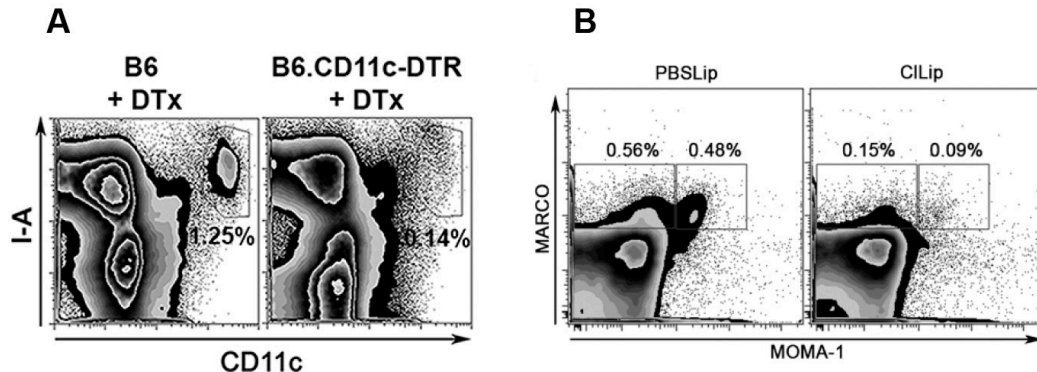 A
B
B6
+ DTx
B6.CD11c-DTR
+ DTx
1.25%
0.14%
I-A
CD11c
PBSLip
ClLip
0.56%
0.48%
0.15%
0.09%
MARCO
MOMA-1